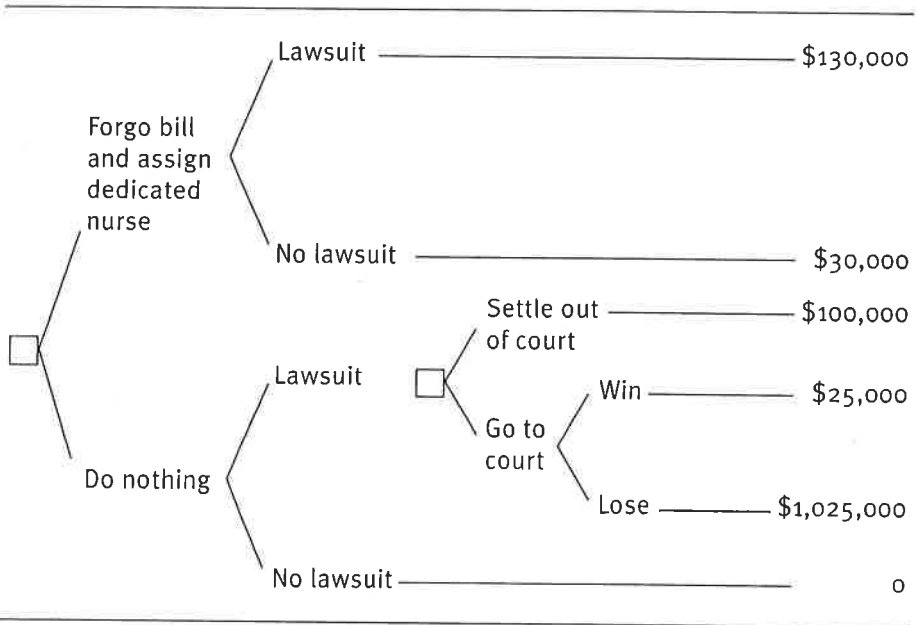 Lawsuit $130,000
Forgo bill
and assign
dedicated
nurse
No lawsuit $30,000
Settle out $100,000
of court
Lawsuit
Win $25,000
Go to
court
Do nothing
Lose $1,025,000
No lawsuit 0